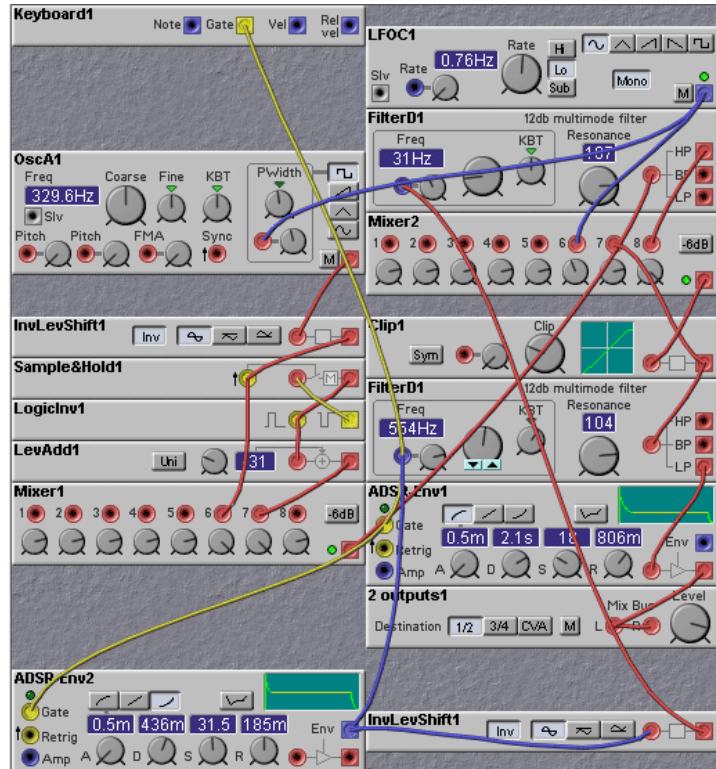 Keyboard1
Note Gate Vel Rel vel
OscA1
Freq Coarse Fine KBT PWidth
329.6Hz
Slv
Pitch Pitch FMA Sync M
InvLevShift1 Inv
Sample&Hold1 M
LogicInv1
LevAdd1 Uni
Mixer1
1 2 3 4 5 6 7 8 -6dB
ADSR Env2
Gate
0.5m 436m 31.5 185m Env
Retrig
Amp A D S R
LFOC1
Rate Hi
0.76Hz
Rate Lo Mono
Slv Sub M
FilterD1 12db multimode filter
Freq KBT Resonance
31Hz
HP
BP
LP
Mixer2
1 2 3 4 5 6 7 8 -6dB
Clip1 Clip
Sym
FilterD1 12db multimode filter
Freq KBT Resonance
554Hz 104
HP
BP
LP
ADSR Env1
Gate
0.5m 2.1s 18 806m Env
Retrig
Amp A D S R
2 outputs1 Level
Destination 1/2 3/4 CVA M L R
InvLevShift1 Inv